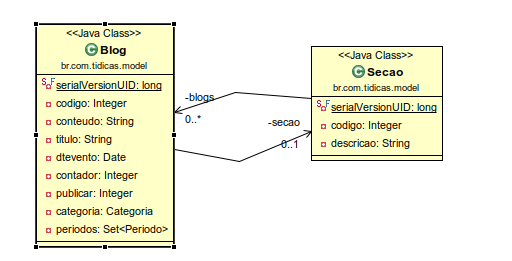 <<Java Class>>
Blog
br.com.tidicas.model
serialVersionUID: long
codigo: Integer
conteudo: String
titulo: String
dtevento: Date
contador: Integer
publicar: Integer
categoria: Categoria
periodos: Set<Periodo>
-blogs
0..*
-secao
0..1
<<Java Class>>
Secao
br.com.tidicas.model
serialVersionUID: long
codigo: Integer
descricao: String